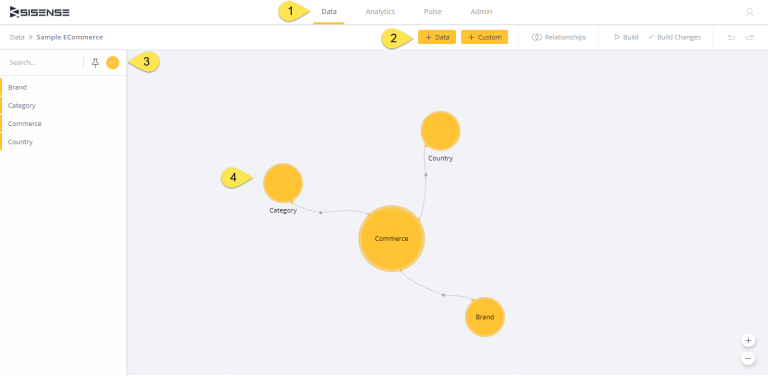 SISENSE
1
Data
Analytics
Pulse
Admin
Data » Sample ECommerce
2
+ Data
+ Custom
Relationships
Build
Build Changes
Search...
3
Brand
Category
Commerce
Country
Country
4
Category
Commerce
Brand
+
−